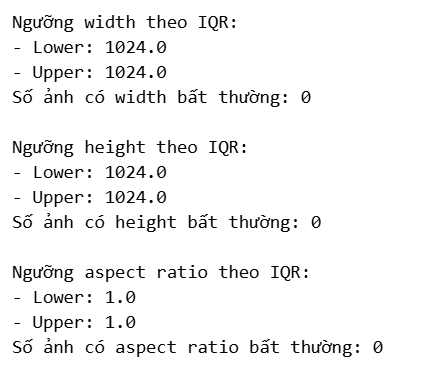 Ngưỡng width theo IQR:
- Lower: 1024.0
- Upper: 1024.0
Số ảnh có width bất thường: 0
Ngưỡng height theo IQR:
- Lower: 1024.0
- Upper: 1024.0
Số ảnh có height bất thường: 0
Ngưỡng aspect ratio theo IQR:
- Lower: 1.0
- Upper: 1.0
Số ảnh có aspect ratio bất thường: 0